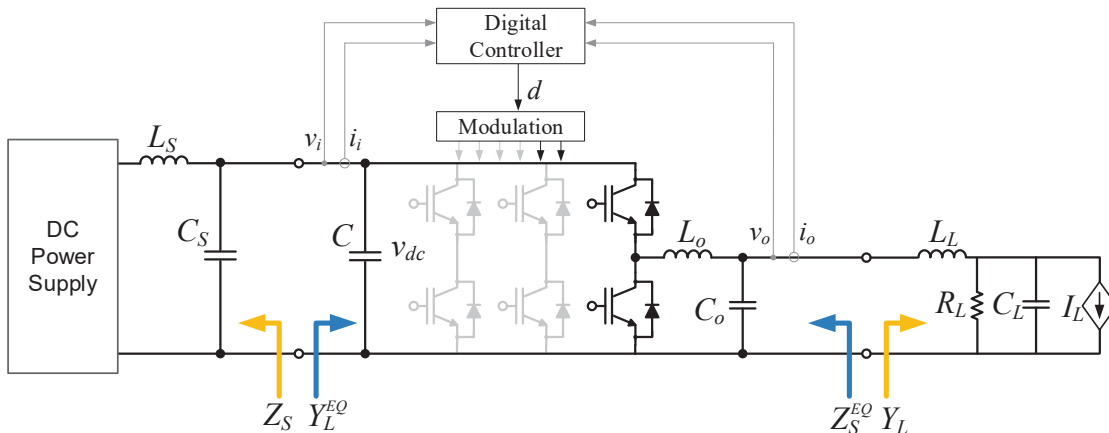 Digital
Controller
d
Modulation
L_S
v_i
i_i
DC
Power
Supply
C_S
C
v_dc
L_o
v_o
i_o
L_L
C_o
R_L
C_L
I_L
Z_S
Y_L^EQ
Z_S^EQ
Y_L